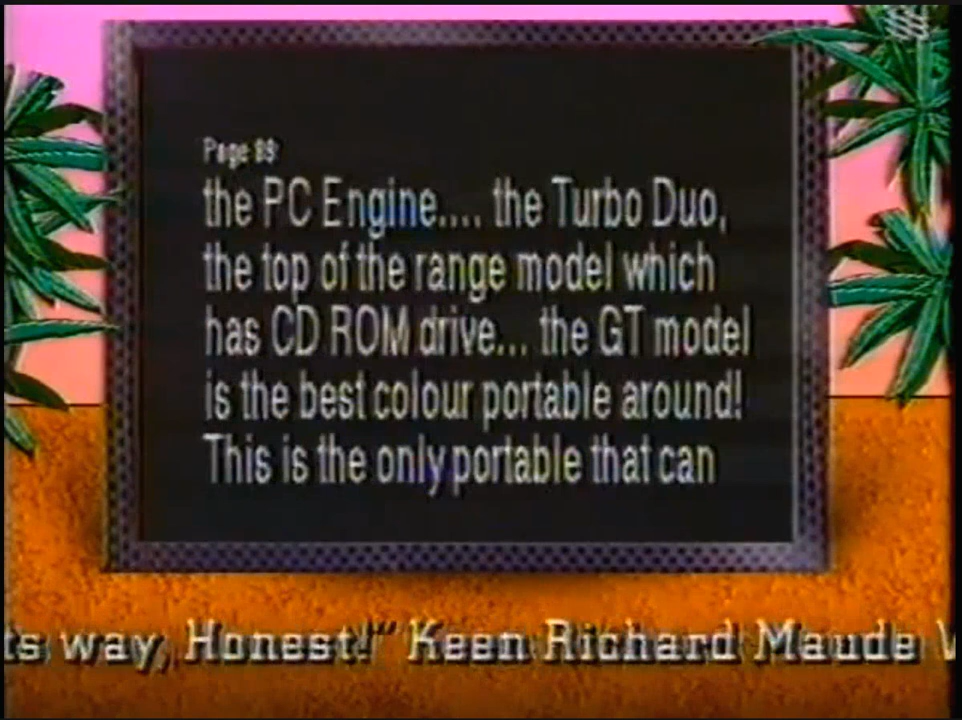 Page 89
the PC Engine.... the Turbo Duo,
the top of the range model which
has CD ROM drive... the GT model
is the best colour portable around!
This is the only portable that can
ts way, Honest!" Keen Richard Maude